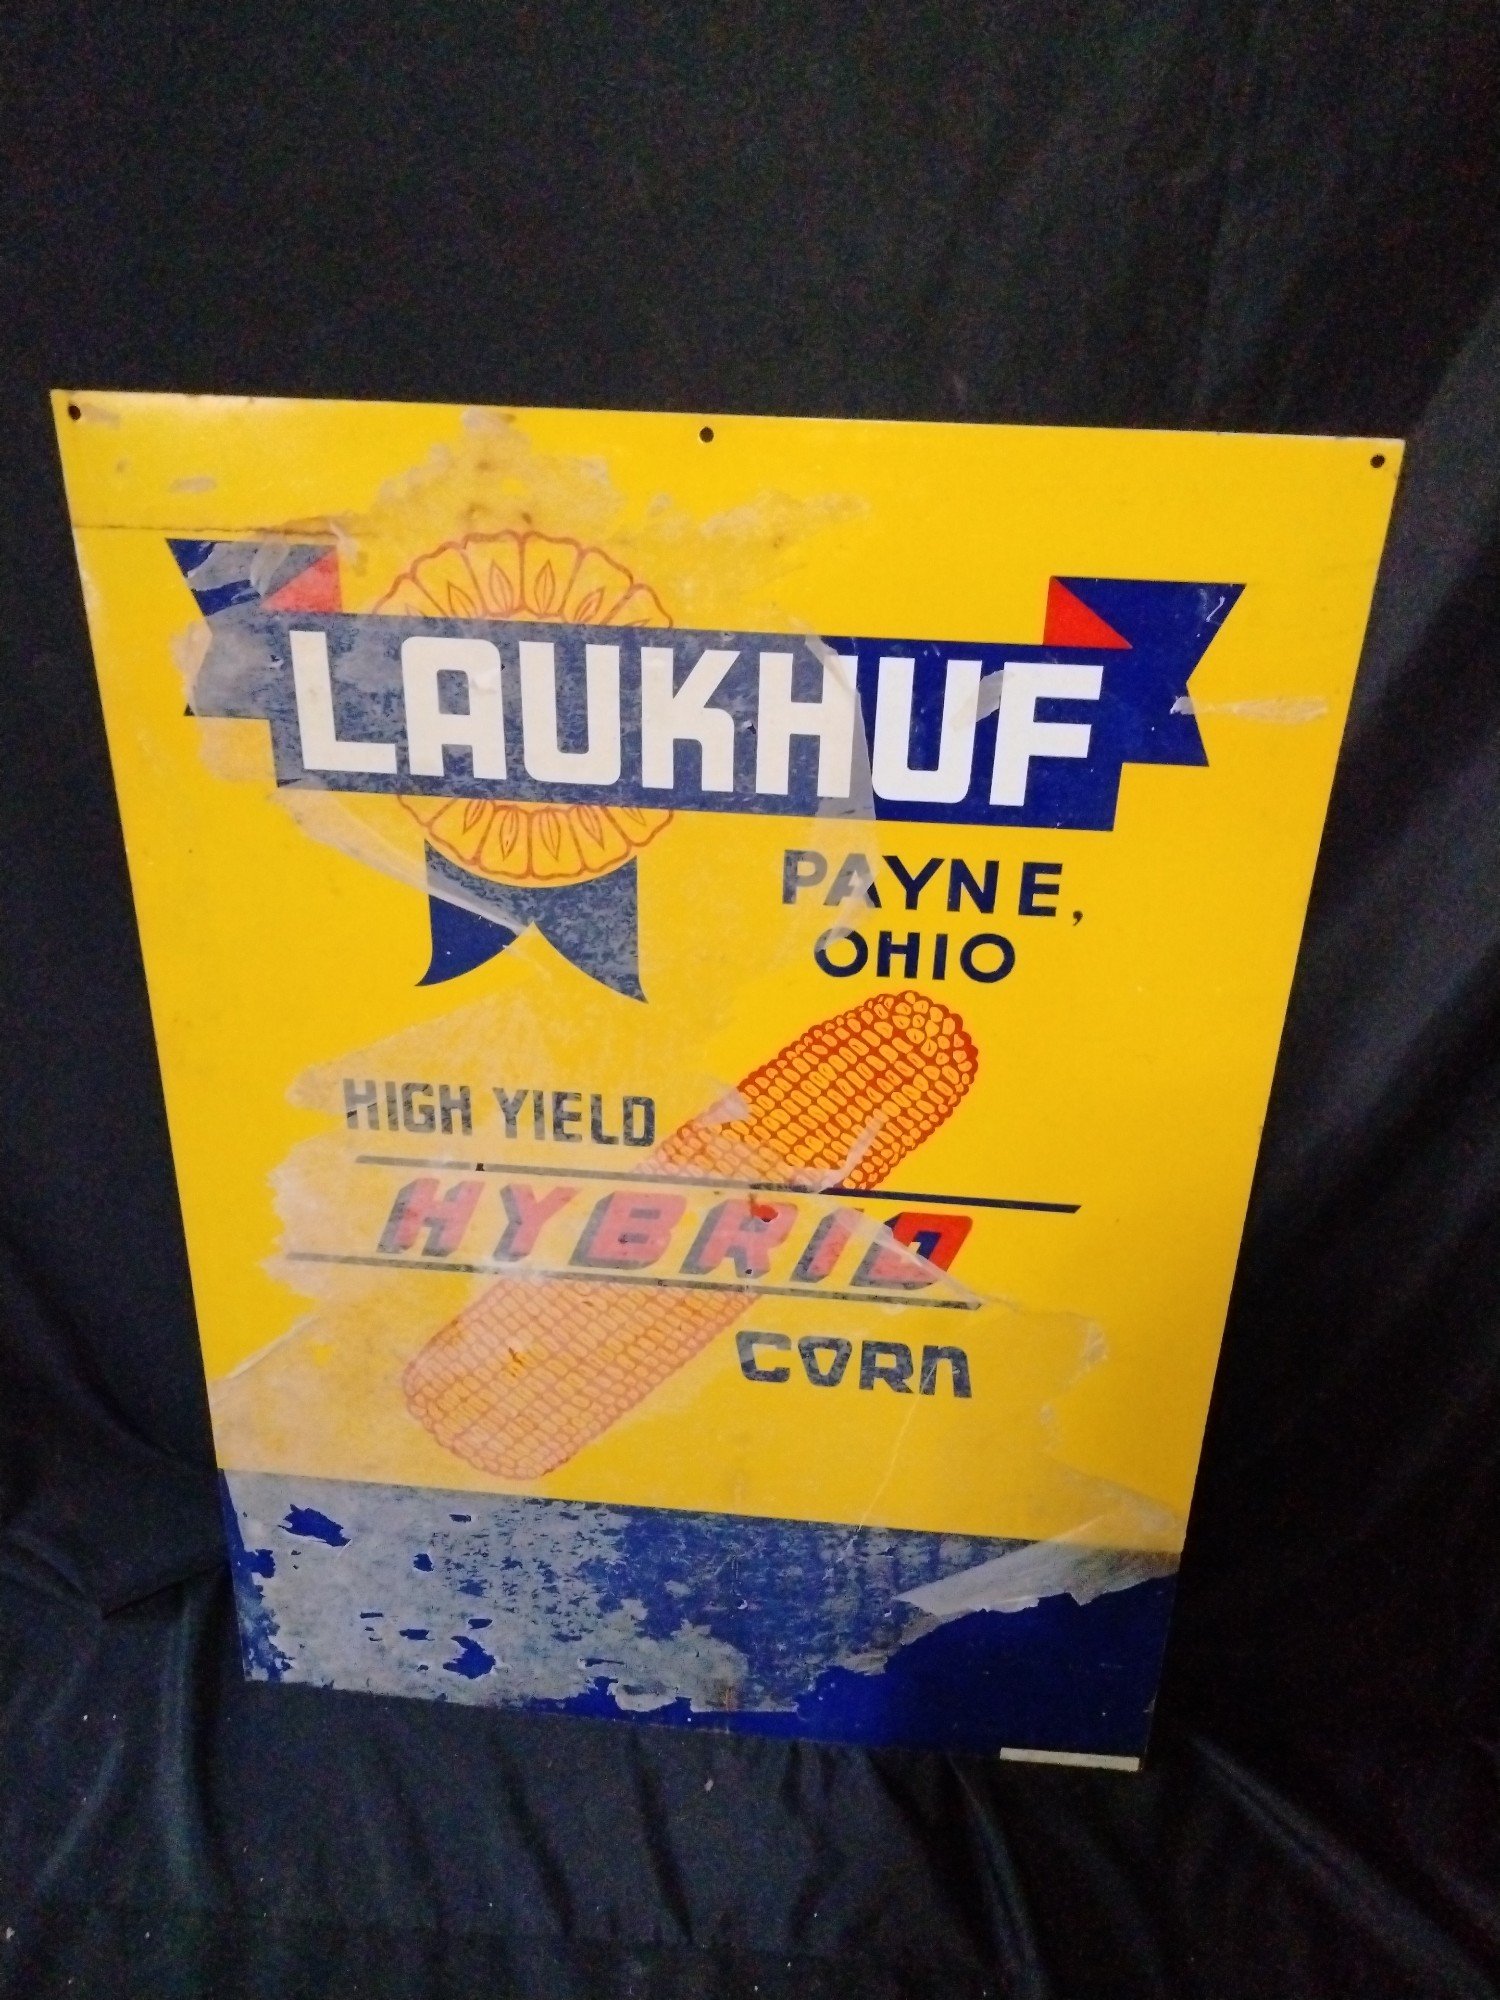 LAUKHUF
PAYNE,
OHIO
HIGH YIELD
HYBRID
CORN